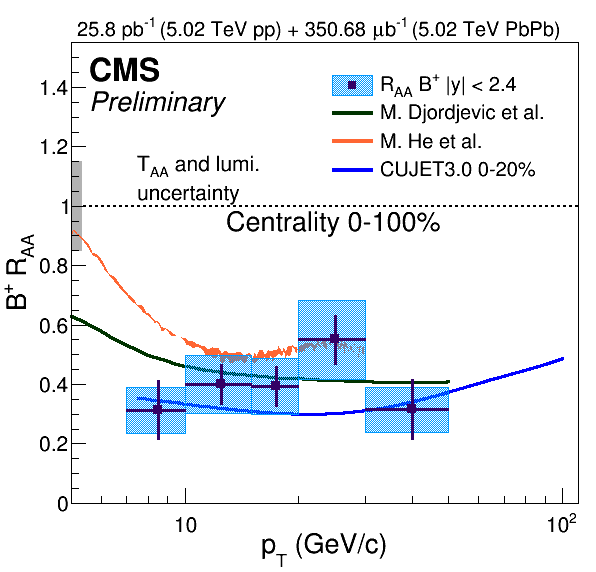 25.8 pb⁻¹ (5.02 TeV pp) + 350.68 μb⁻¹ (5.02 TeV PbPb)
CMS
Preliminary
R_AA B⁺ |y| < 2.4
M. Djordjevic et al.
M. He et al.
CUJET3.0 0-20%
T_AA and lumi.
uncertainty
Centrality 0-100%
B⁺ R_AA
1.4
1.2
1
0.8
0.6
0.4
0.2
0
10
10²
p_T (GeV/c)